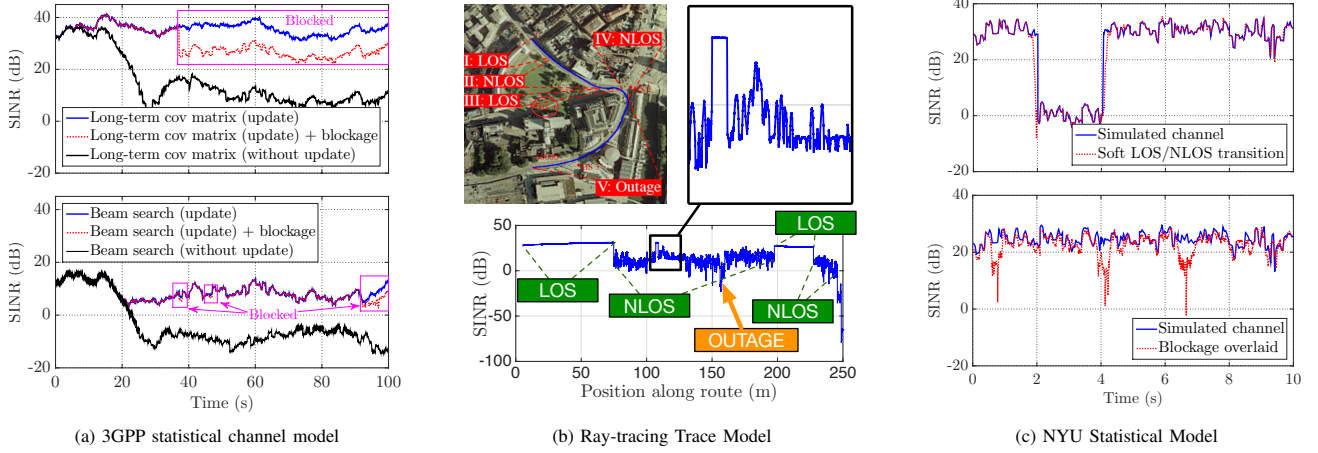 40
20
0
-20
SINR (dB)
Blocked
Long-term cov matrix (update)
Long-term cov matrix (update) + blockage
Long-term cov matrix (without update)
40
20
0
-20
SINR (dB)
Beam search (update)
Beam search (update) + blockage
Beam search (without update)
Blocked
0 20 40 60 80 100
Time (s)
(a) 3GPP statistical channel model
I: LOS
II: NLOS
III: LOS
IV: NLOS
V: Outage
50
0
-50
-100
SINR (dB)
LOS
NLOS
OUTAGE
LOS
NLOS
0 50 100 150 200 250
Position along route (m)
(b) Ray-tracing Trace Model
40
20
0
-20
SINR (dB)
Simulated channel
Soft LOS/NLOS transition
40
20
0
-20
SINR (dB)
Simulated channel
Blockage overlaid
0 2 4 6 8 10
Time (s)
(c) NYU Statistical Model